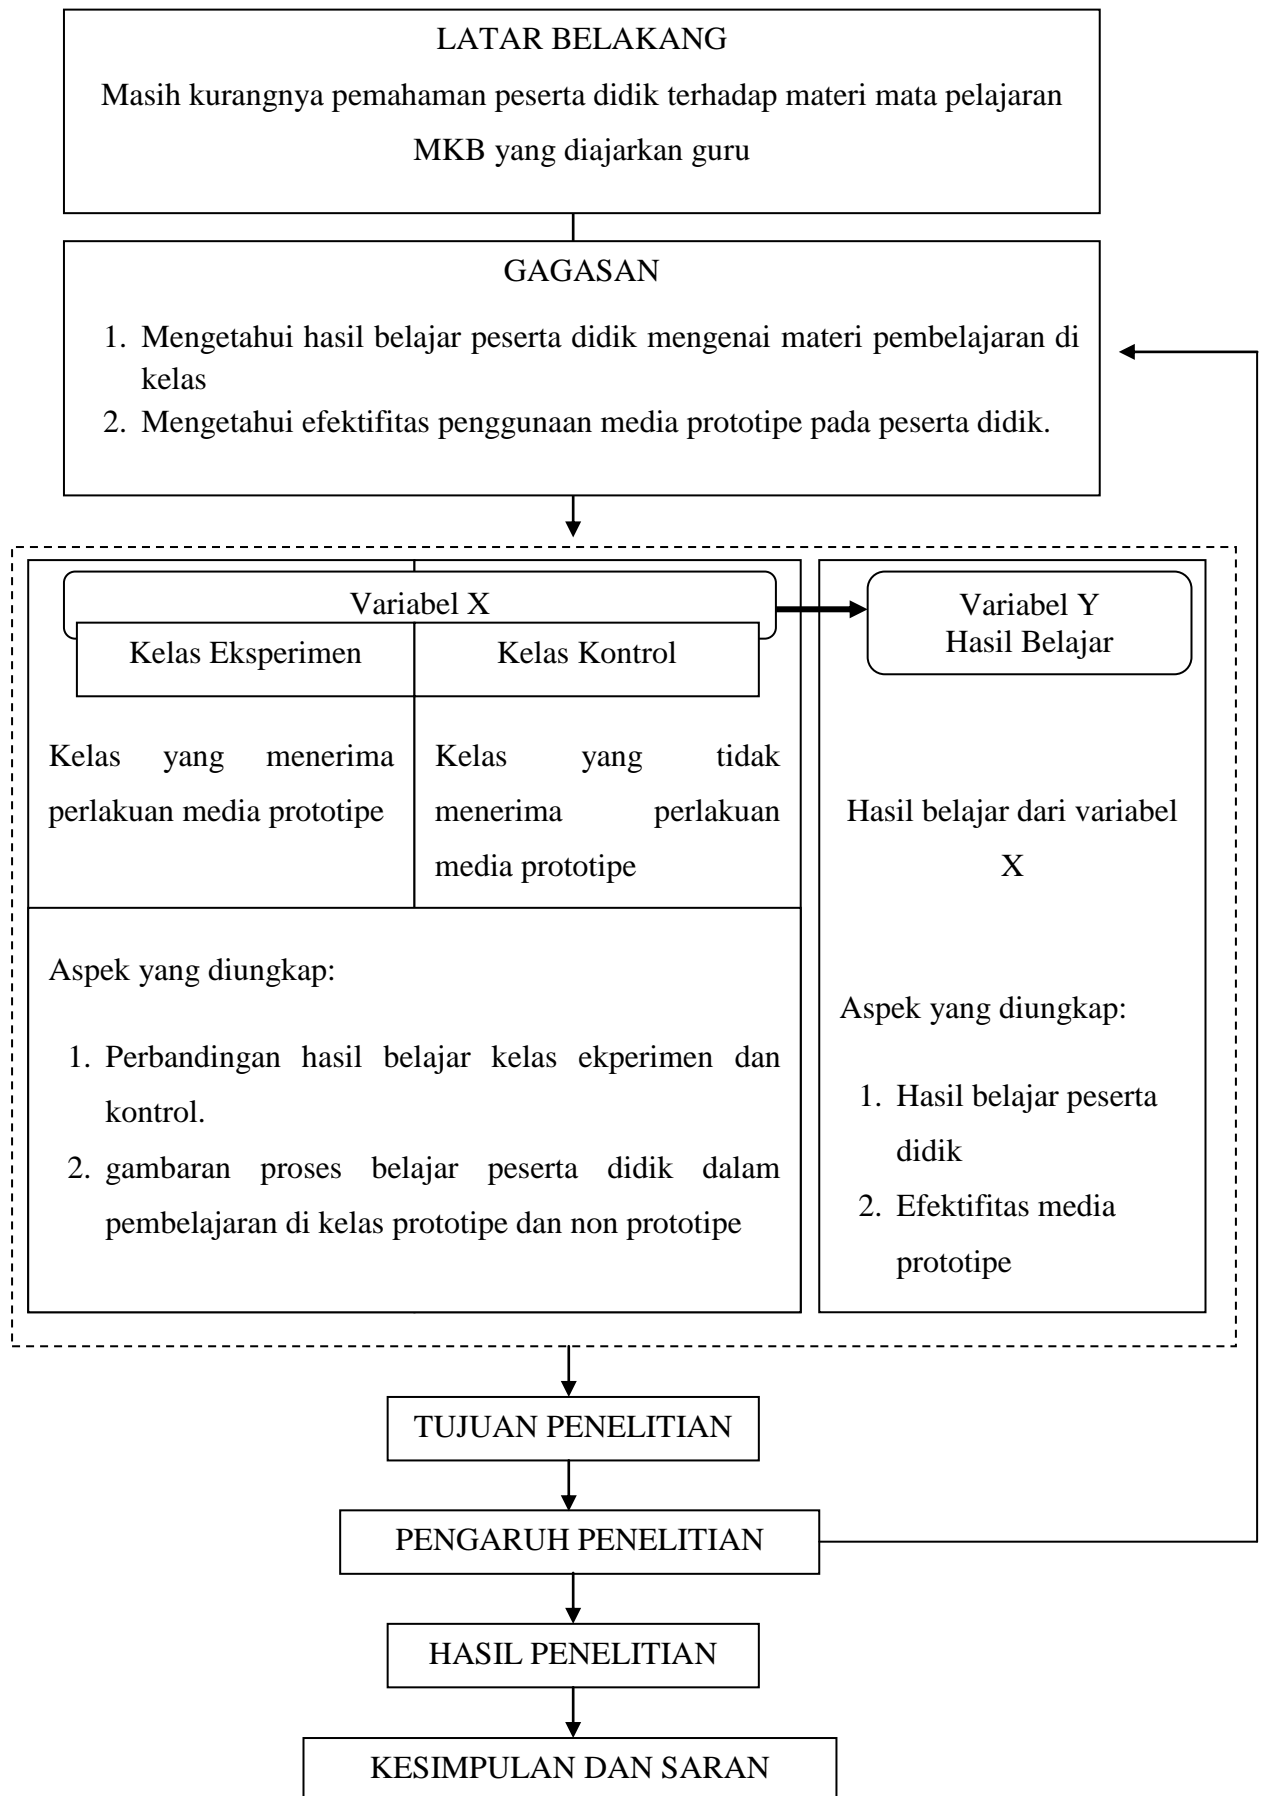 LATAR BELAKANG
Masih kurangnya pemahaman peserta didik terhadap materi mata pelajaran
MKB yang diajarkan guru
GAGASAN
1. Mengetahui hasil belajar peserta didik mengenai materi pembelajaran di
kelas
2. Mengetahui efektifitas penggunaan media prototipe pada peserta didik.
Variabel X
Kelas Eksperimen
Kelas Kontrol
Kelas yang menerima
perlakuan media prototipe
Kelas yang tidak
menerima perlakuan
media prototipe
Aspek yang diungkap:
1. Perbandingan hasil belajar kelas ekperimen dan
kontrol.
2. gambaran proses belajar peserta didik dalam
pembelajaran di kelas prototipe dan non prototipe
Variabel Y
Hasil Belajar
Hasil belajar dari variabel
X
Aspek yang diungkap:
1. Hasil belajar peserta
didik
2. Efektifitas media
prototipe
TUJUAN PENELITIAN
PENGARUH PENELITIAN
HASIL PENELITIAN
KESIMPULAN DAN SARAN